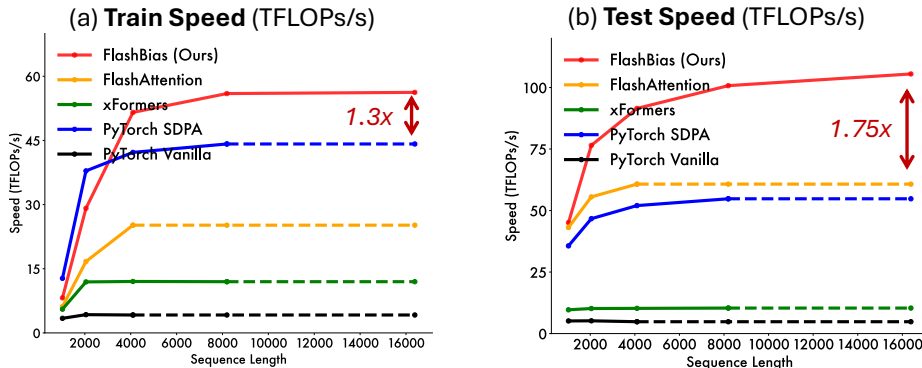 (a) Train Speed (TFLOPs/s)
60
45
30
15
0
Speed (TFLOPs/s)
FlashBias (Ours)
FlashAttention
xFormers
PyTorch SDPA
PyTorch Vanilla
1.3x
2000 4000 6000 8000 10000 12000 14000 16000
Sequence Length
(b) Test Speed (TFLOPs/s)
100
75
50
25
0
Speed (TFLOPs/s)
FlashBias (Ours)
FlashAttention
xFormers
PyTorch SDPA
PyTorch Vanilla
1.75x
2000 4000 6000 8000 10000 12000 14000 16000
Sequence Length